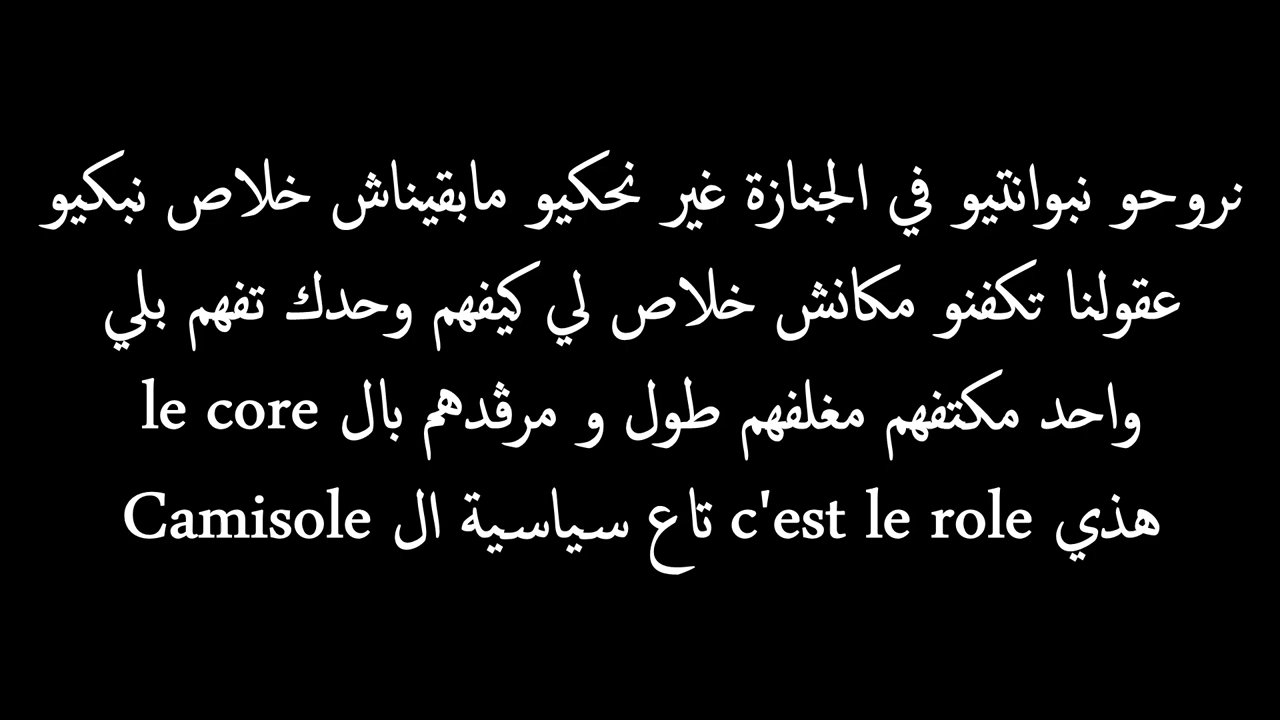 نروحو نبوانتيو في الجنازة غير نحكيو مابقيناش خلاص نبكيو
عقولنا تكفنو مكانش خلاص لي كيفهم وحدك تفهم بلي
واحد مكتفهم مغلفهم طول و مرڨدهم بال le core
هذي c'est le role تاع سياسية ال Camisole